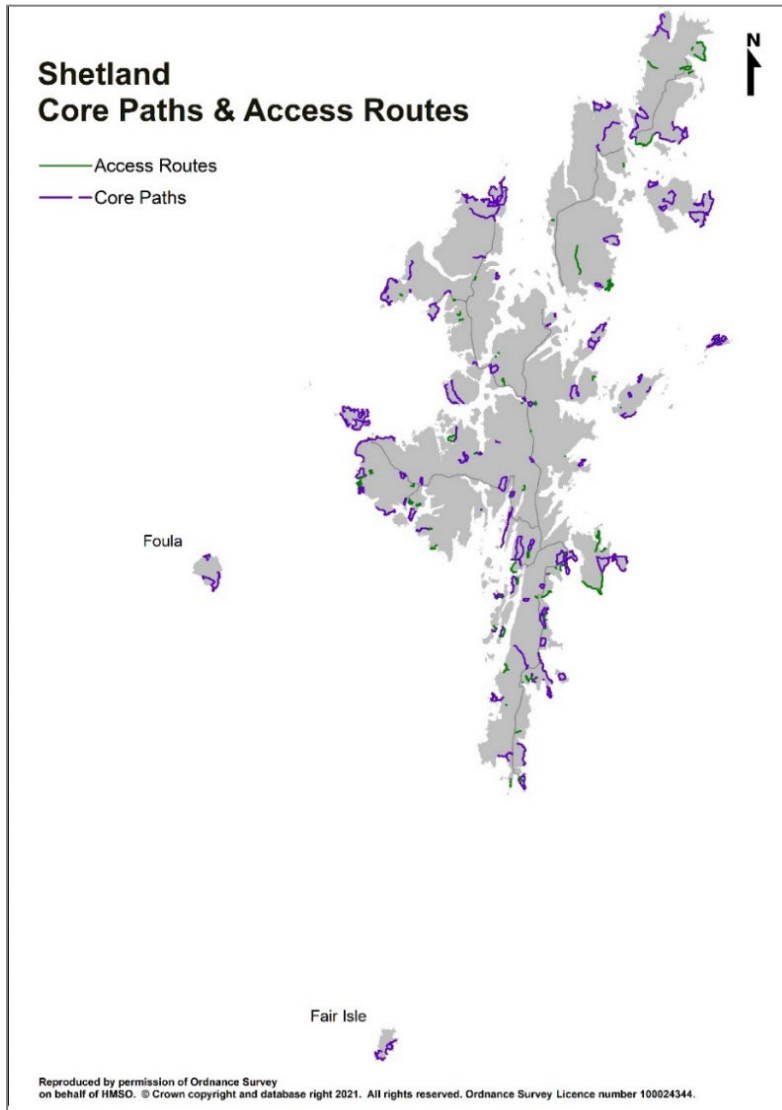 Shetland
Core Paths & Access Routes
N
Access Routes
Core Paths
Foula
Fair Isle
Reproduced by permission of Ordnance Survey
on behalf of HMSO. © Crown copyright and database right 2021. All rights reserved. Ordnance Survey Licence number 100024344.